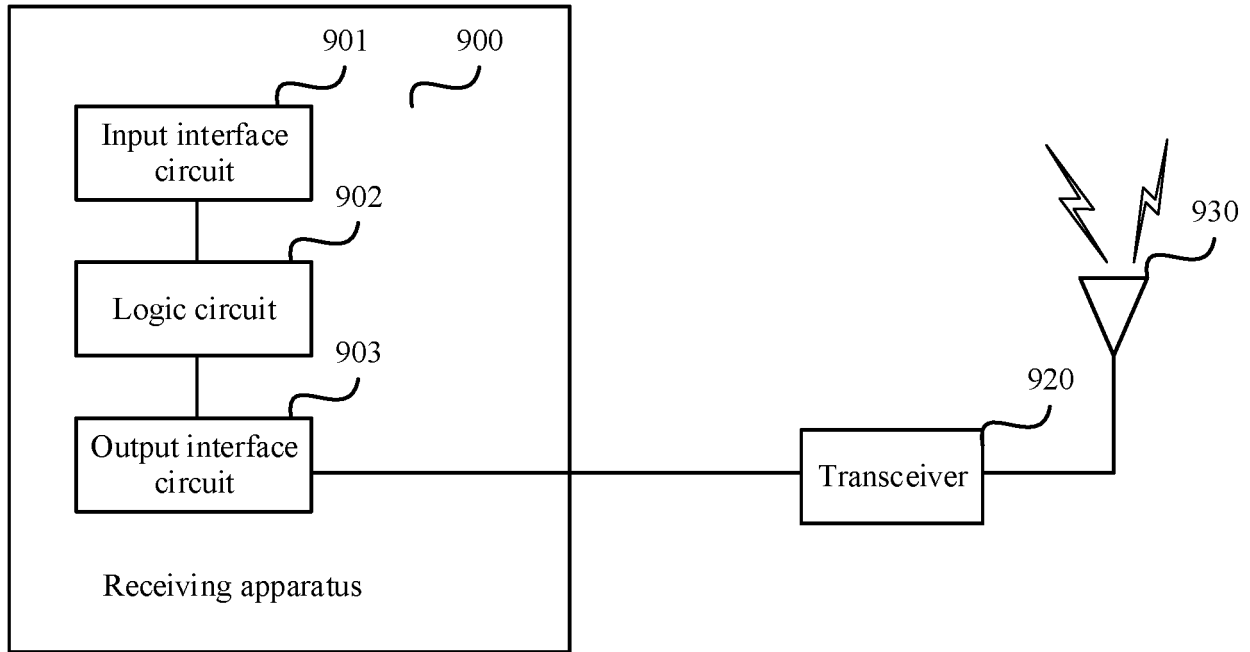 901
900
Input interface
circuit
902
930
Logic circuit
903
920
Output interface
circuit
Transceiver
Receiving apparatus